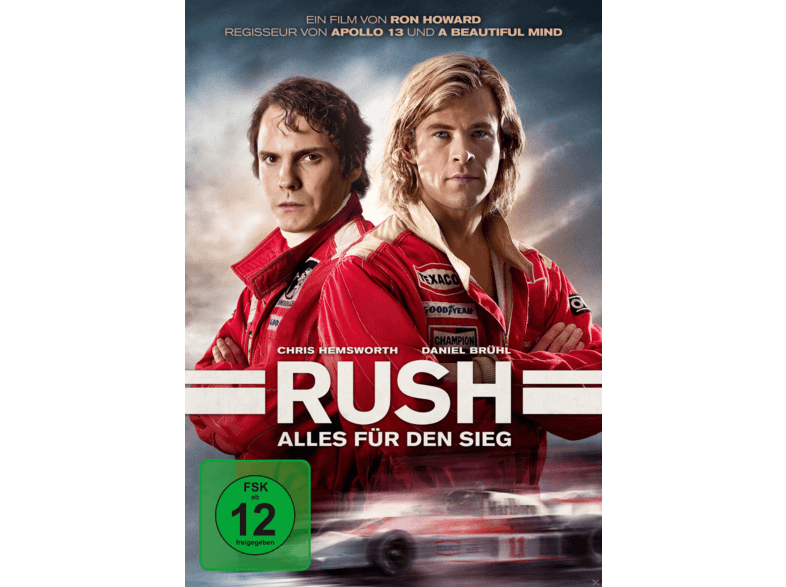 EIN FILM VON RON HOWARD
REGISSEUR VON APOLLO 13 UND A BEAUTIFUL MIND
TEXACO
GOODYEAR
CHAMPION
CHRIS HEMSWORTH DANIEL BRÜHL
RUSH
ALLES FÜR DEN SIEG
FSK
ab
12
freigegeben
Marlboro
11